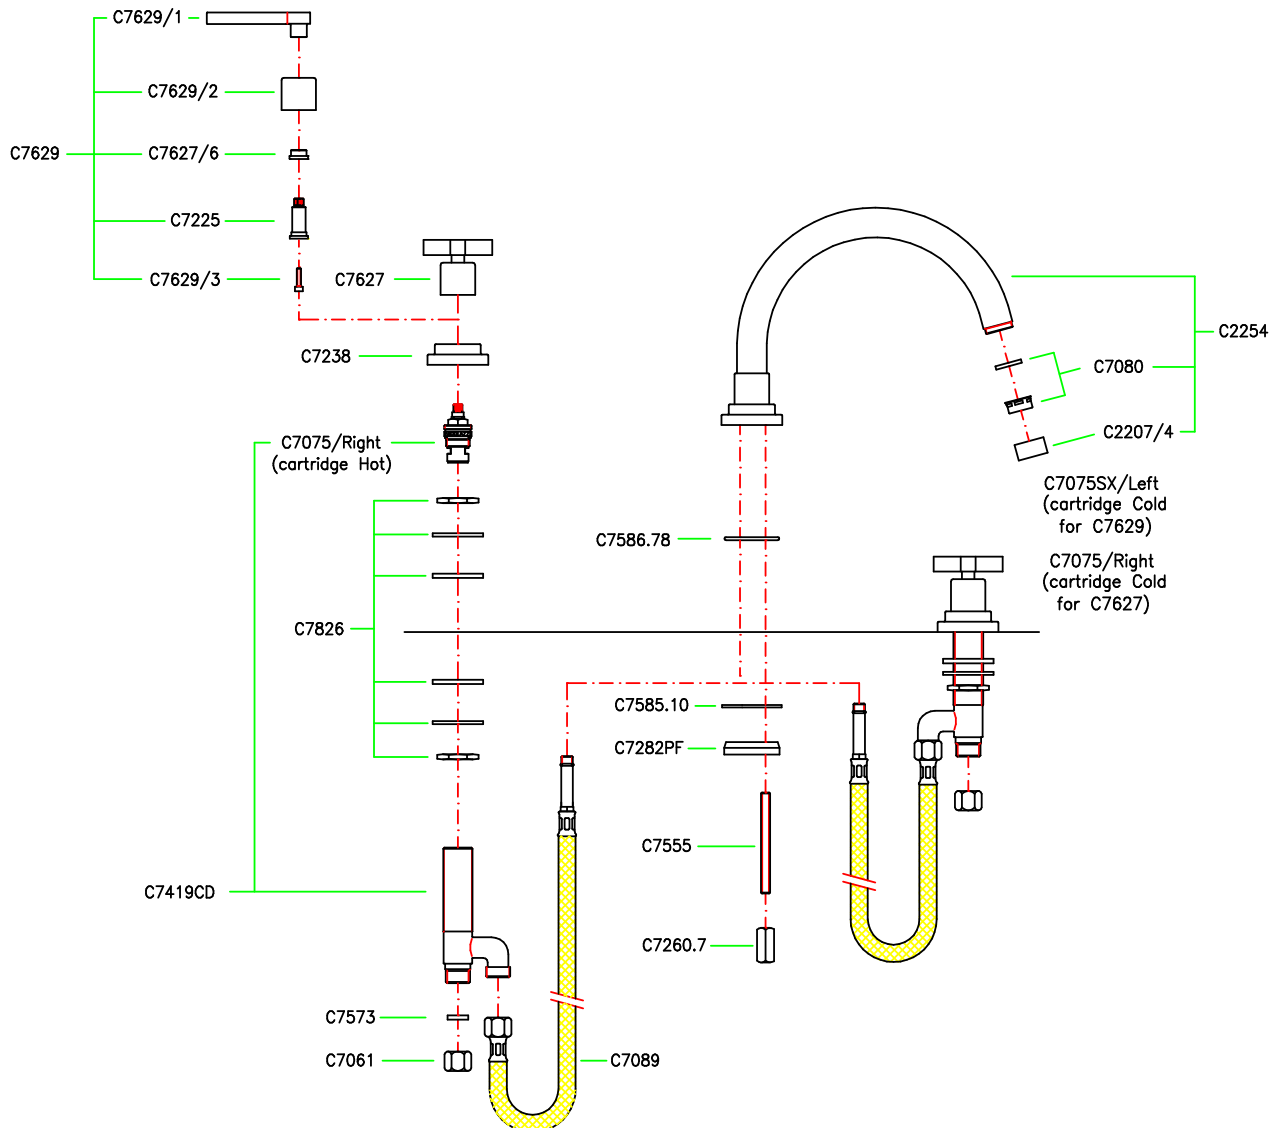 C7629/1
C7629/2
C7629
C7627/6
C7225
C7629/3
C7627
C7238
C7075/Right
(cartridge Hot)
C7826
C7419CD
C7573
C7061
C7089
C2254
C7080
C2207/4
C7075SX/Left
(cartridge Cold
for C7629)
C7075/Right
(cartridge Cold
for C7627)
C7586.78
C7585.10
C7282PF
C7555
C7260.7